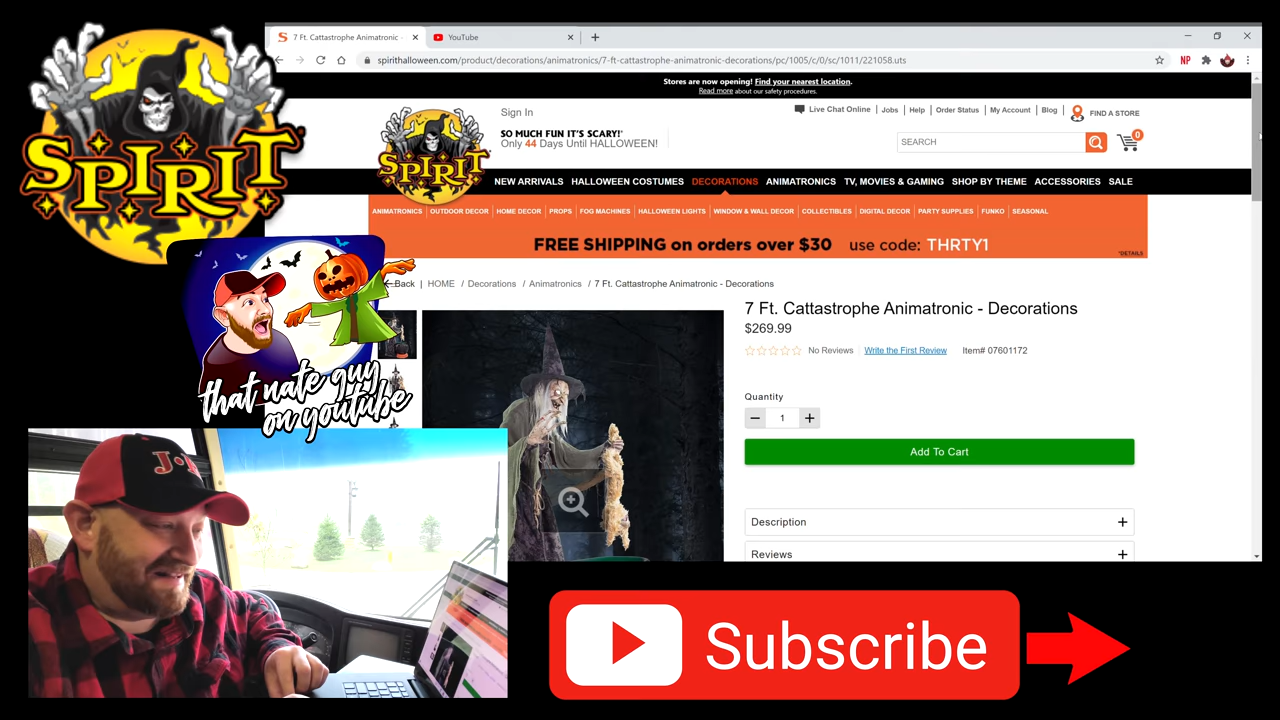 SPIRIT
that nate guy
on youtube
7 Ft. Cattastrophe Animatronic -
YouTube
spirithalloween.com/product/decorations/animatronics/7-ft-cattastrophe-animatronic-decorations/pc/1005/c/0/sc/1011/221058.uts
NP
Stores are now opening! Find your nearest location.
Read more about our safety procedures.
SPIRIT
Sign In
SO MUCH FUN IT'S SCARY!
Only 44 Days Until HALLOWEEN!
Live Chat Online | Jobs | Help | Order Status | My Account | Blog | FIND A STORE
SEARCH
0
NEW ARRIVALS HALLOWEEN COSTUMES DECORATIONS ANIMATRONICS TV, MOVIES & GAMING SHOP BY THEME ACCESSORIES SALE
ANIMATRONICS | OUTDOOR DECOR | HOME DECOR | PROPS | FOG MACHINES | HALLOWEEN LIGHTS | WINDOW & WALL DECOR | COLLECTIBLES | DIGITAL DECOR | PARTY SUPPLIES | FUNKO | SEASONAL
FREE SHIPPING on orders over $30 use code: THRTY1
*DETAILS
Back | HOME / Decorations / Animatronics / 7 Ft. Cattastrophe Animatronic - Decorations
7 Ft. Cattastrophe Animatronic - Decorations
$269.99
No Reviews Write the First Review Item# 07601172
Quantity
1
Add To Cart
Description
Reviews
Subscribe